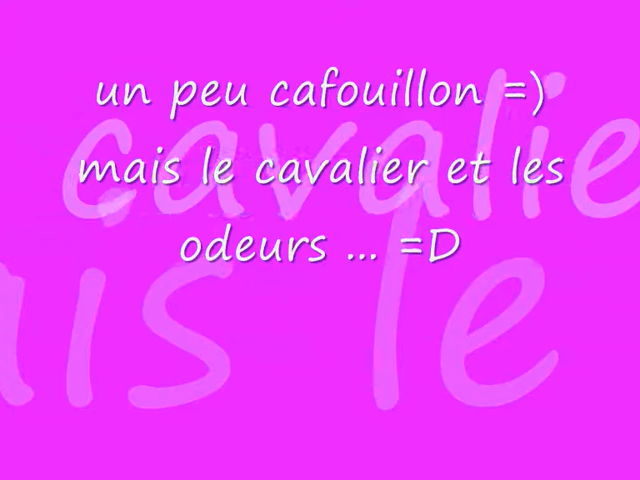 un peu cafouillon =)
mais le cavalier et les
odeurs ... =D